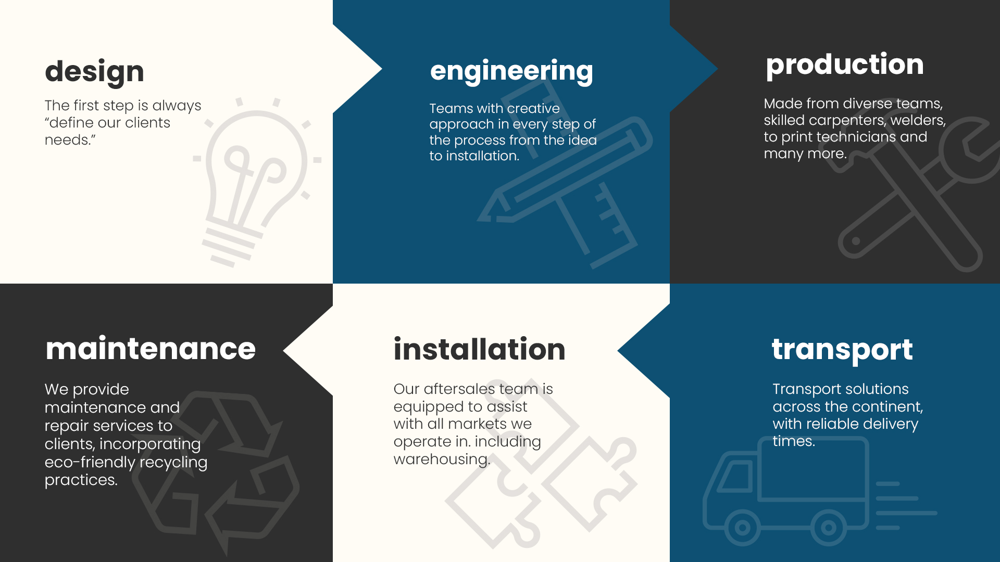 design
The first step is always
“define our clients
needs.”
engineering
Teams with creative
approach in every step of
the process from the idea
to installation.
production
Made from diverse teams,
skilled carpenters, welders,
to print technicians and
many more.
transport
Transport solutions
across the continent,
with reliable delivery
times.
installation
Our aftersales team is
equipped to assist
with all markets we
operate in. including
warehousing.
maintenance
We provide
maintenance and
repair services to
clients, incorporating
eco-friendly recycling
practices.